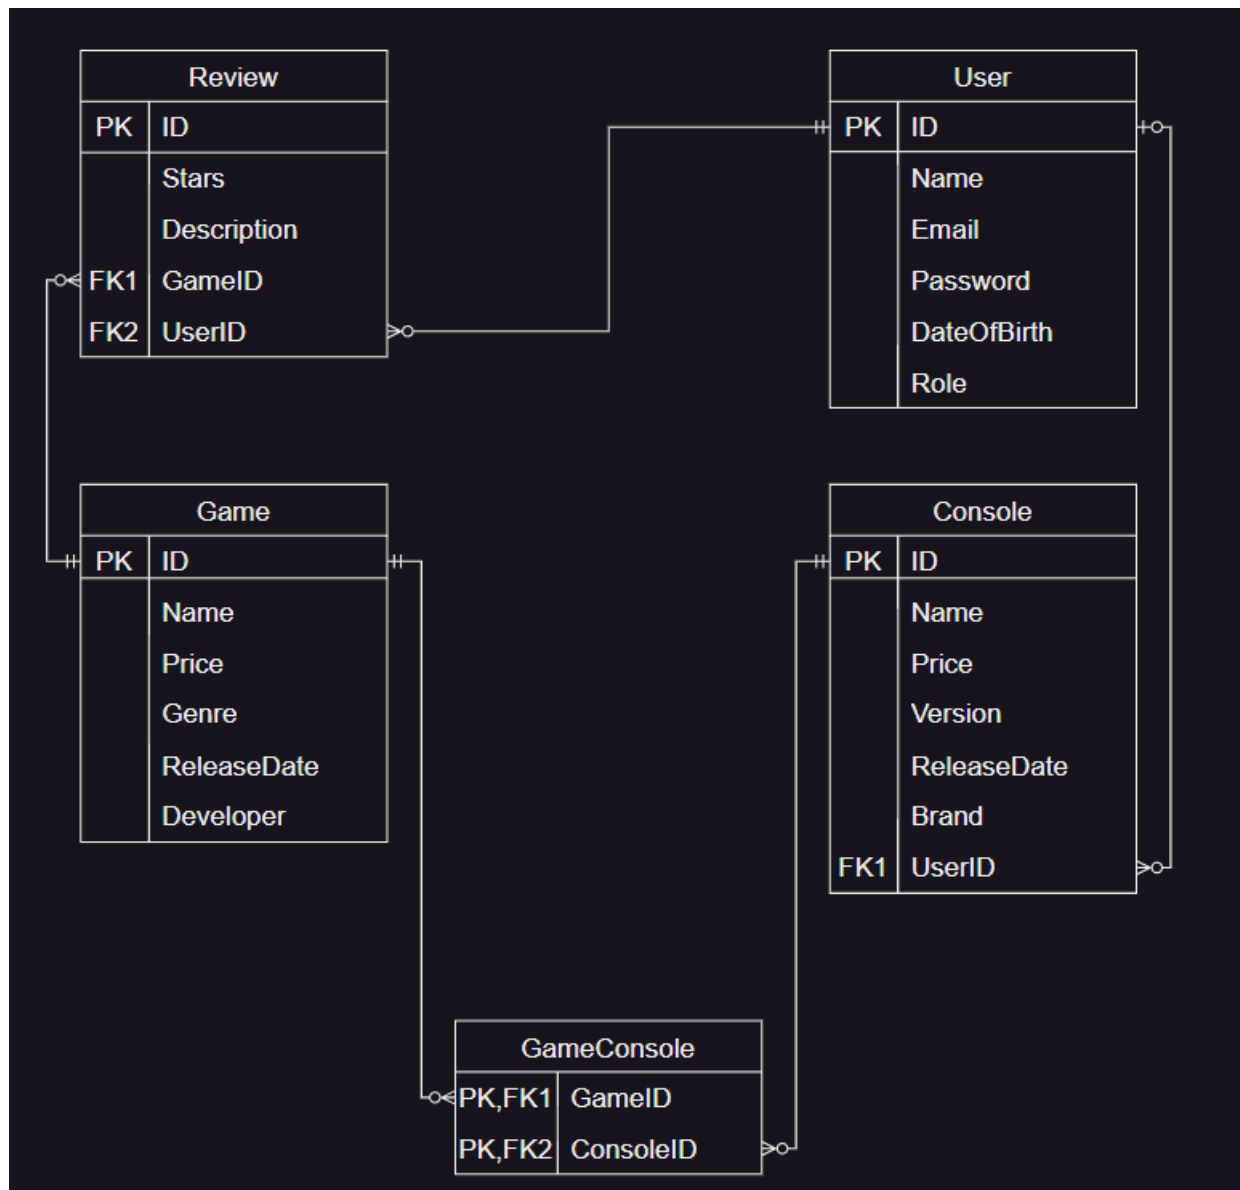 Review
PK ID
Stars
Description
FK1 GameID
FK2 UserID
User
PK ID
Name
Email
Password
DateOfBirth
Role
Game
PK ID
Name
Price
Genre
ReleaseDate
Developer
Console
PK ID
Name
Price
Version
ReleaseDate
Brand
FK1 UserID
GameConsole
PK,FK1 GameID
PK,FK2 ConsoleID